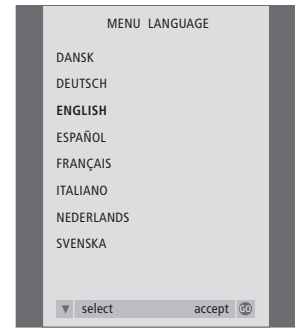 MENU LANGUAGE
DANSK
DEUTSCH
ENGLISH
ESPAÑOL
FRANÇAIS
ITALIANO
NEDERLANDS
SVENSKA
▼ select accept GO